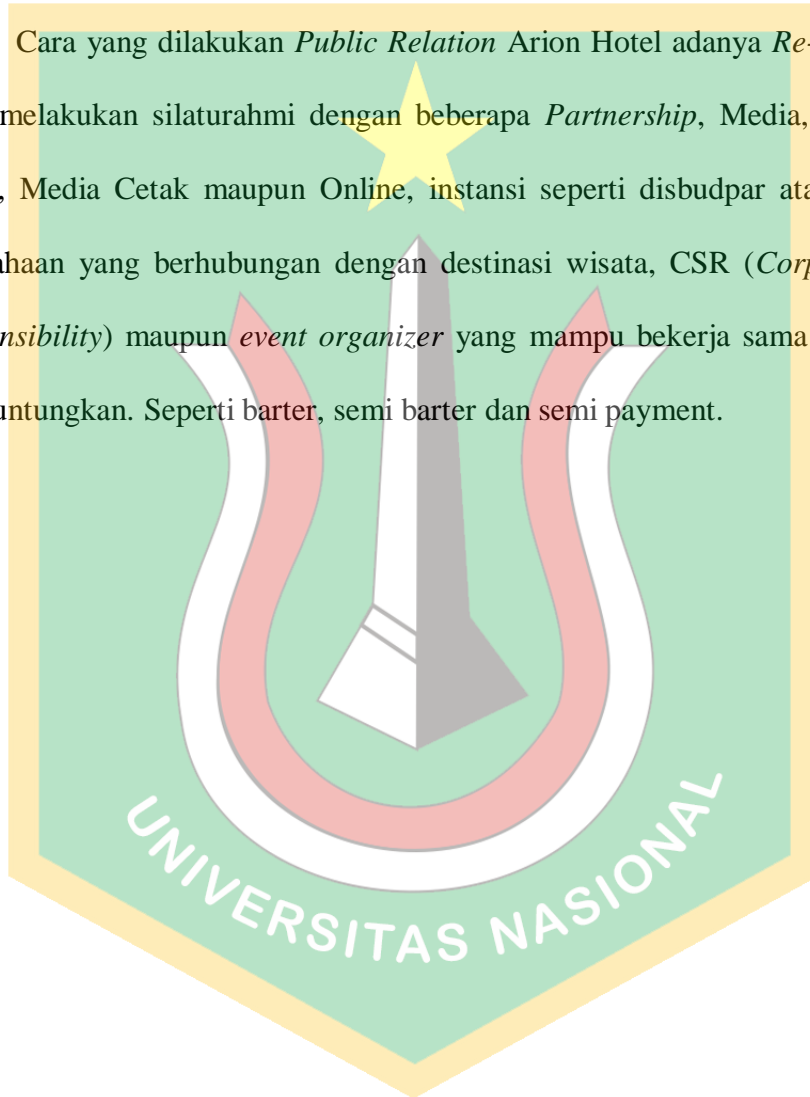 Cara yang dilakukan Public Relation Arion Hotel adanya Re-
melakukan silaturahmi dengan beberapa Partnership, Media,
, Media Cetak maupun Online, instansi seperti disbudpar ata
ahaan yang berhubungan dengan destinasi wisata, CSR (Corp
nsibility) maupun event organizer yang mampu bekerja sama
untungkan. Seperti barter, semi barter dan semi payment.
UNIVERSITAS NASIONAL